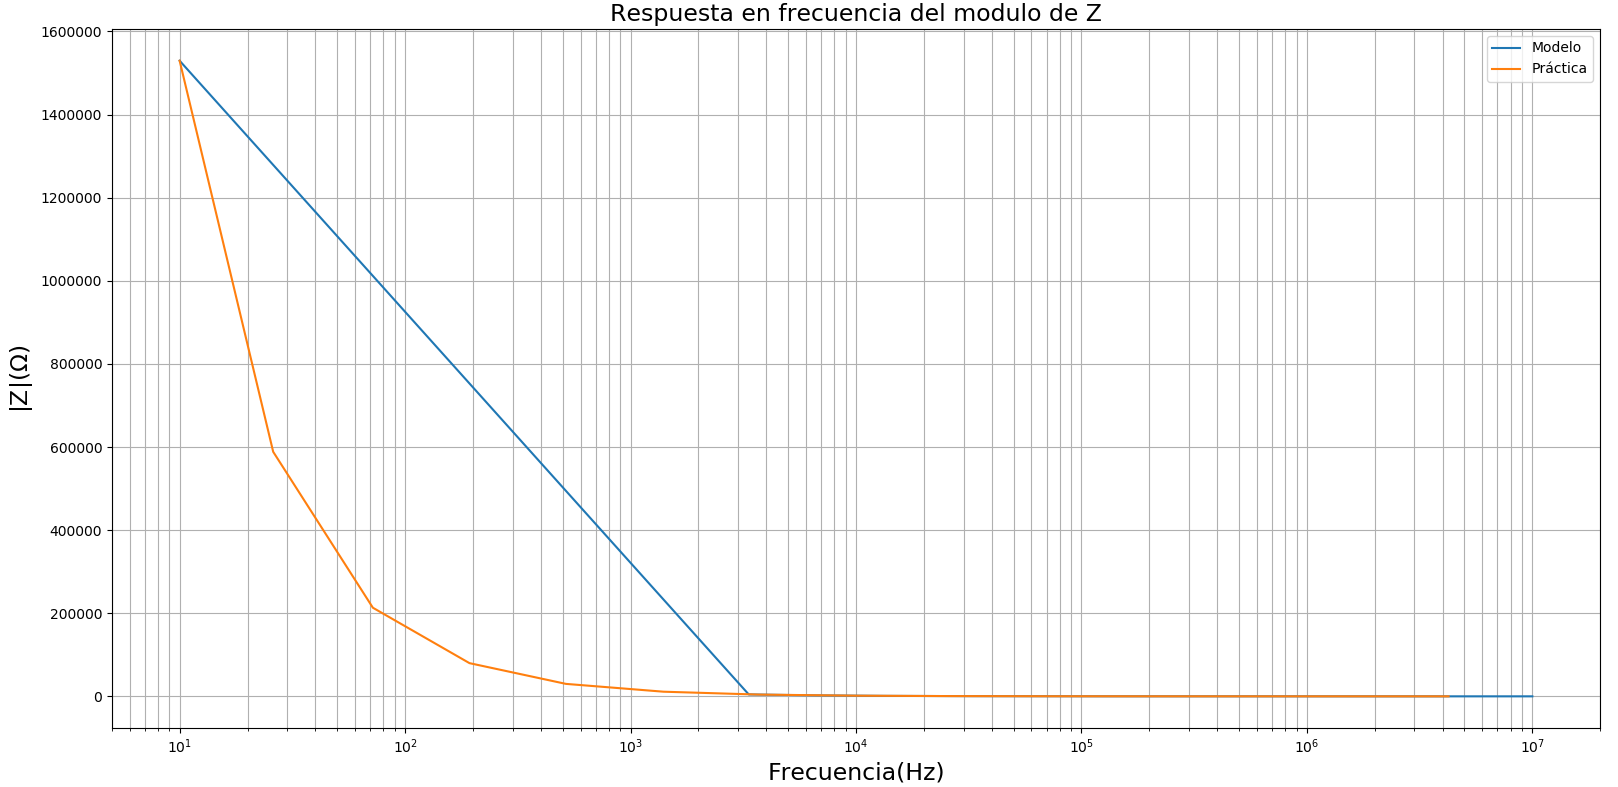 Respuesta en frecuencia del modulo de Z
Modelo
Práctica
|Z|(Ω)
1600000
1400000
1200000
1000000
800000
600000
400000
200000
0
10¹ 10² 10³ 10⁴ 10⁵ 10⁶ 10⁷
Frecuencia(Hz)